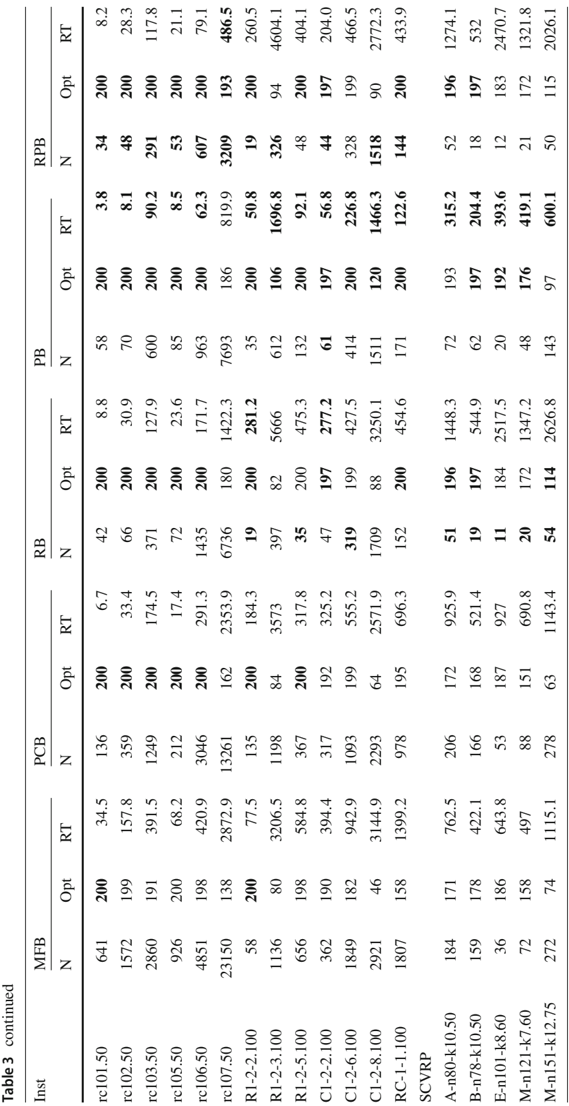 Table 3 continued
Inst MFB PCB RB PB RPB
N Opt RT N Opt RT N Opt RT N Opt RT N Opt RT
rc101.50 641 200 34.5 136 200 6.7 42 200 8.8 58 200 3.8 34 200 8.2
rc102.50 1572 199 157.8 359 200 33.4 66 200 30.9 70 200 8.1 48 200 28.3
rc103.50 2860 191 391.5 1249 200 174.5 371 200 127.9 600 200 90.2 291 200 117.8
rc105.50 926 200 68.2 212 200 17.4 72 200 23.6 85 200 8.5 53 200 21.1
rc106.50 4851 198 420.9 3046 200 291.3 1435 200 171.7 963 200 62.3 607 200 79.1
rc107.50 23150 138 2872.9 13261 162 2353.9 6736 180 1422.3 7693 186 819.9 3209 193 486.5
R1-2-2.100 58 200 77.5 135 200 184.3 19 200 281.2 35 200 50.8 19 200 260.5
R1-2-3.100 1136 80 3206.5 1198 84 3573 397 82 5666 612 106 1696.8 326 94 4604.1
R1-2-5.100 656 198 584.8 367 200 317.8 35 200 475.3 132 200 92.1 48 200 404.1
C1-2-2.100 362 190 394.4 317 192 325.2 47 197 277.2 61 197 56.8 44 197 204.0
C1-2-6.100 1849 182 942.9 1093 199 555.2 319 199 427.5 414 200 226.8 328 199 466.5
C1-2-8.100 2921 46 3144.9 2293 64 2571.9 1709 88 3250.1 1511 120 1466.3 1518 90 2772.3
RC-1-1.100 1807 158 1399.2 978 195 696.3 152 200 454.6 171 200 122.6 144 200 433.9
SCVRP
A-n80-k10.50 184 171 762.5 206 172 925.9 51 196 1448.3 72 193 315.2 52 196 1274.1
B-n78-k10.50 159 178 422.1 166 168 521.4 19 197 544.9 62 197 204.4 18 197 532
E-n101-k8.60 36 186 643.8 53 187 927 11 184 2517.5 20 192 393.6 12 183 2470.7
M-n121-k7.60 72 158 497 88 151 690.8 20 172 1347.2 48 176 419.1 21 172 1321.8
M-n151-k12.75 272 74 1115.1 278 63 1143.4 54 114 2626.8 143 97 600.1 50 115 2026.1